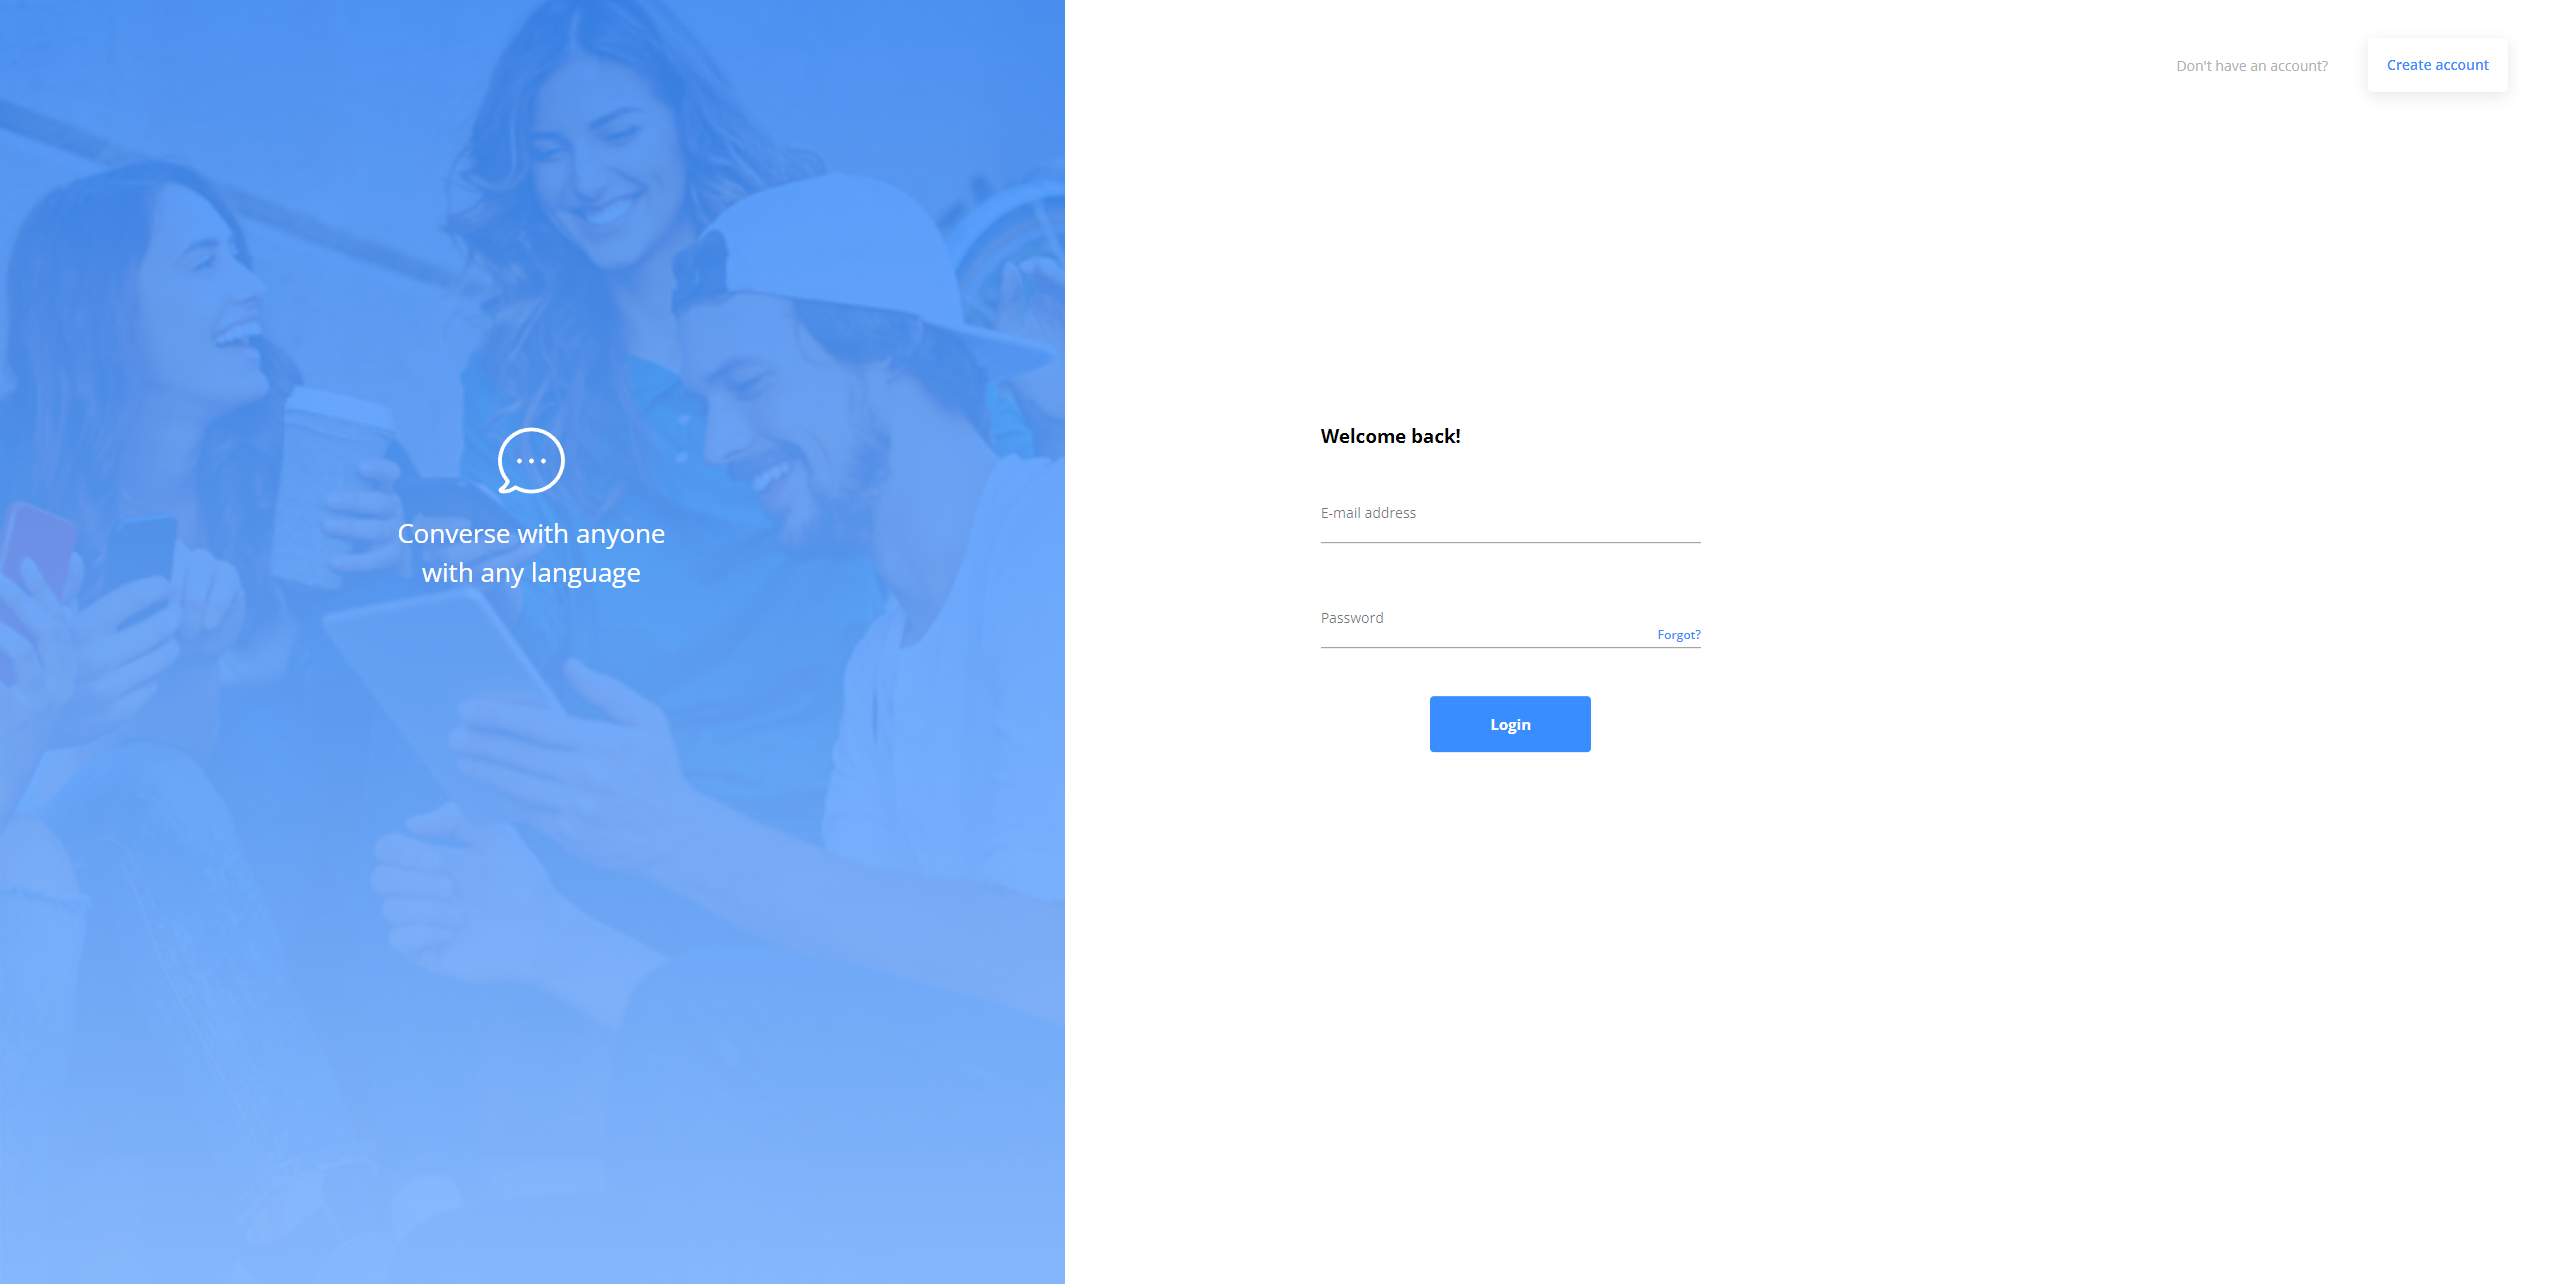 Don't have an account?
Create account
Converse with anyone
with any language
Welcome back!
E-mail address
Password
Forgot?
Login